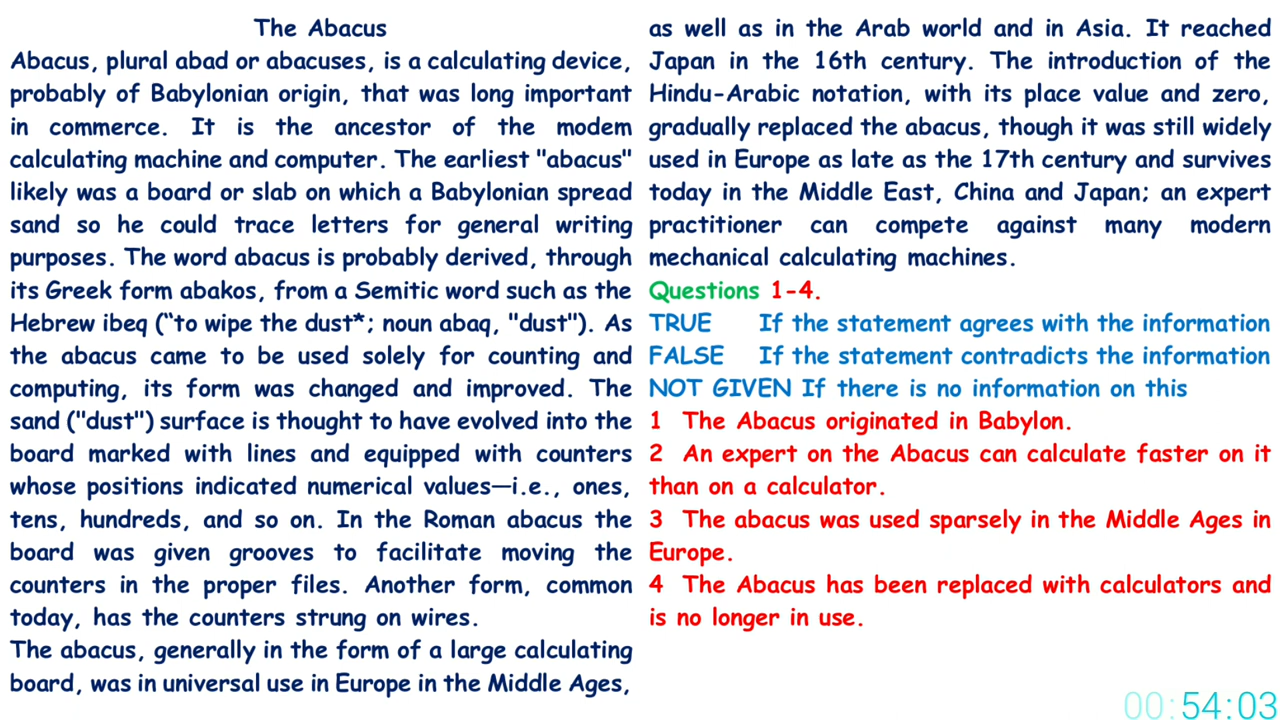 The Abacus
Abacus, plural abad or abacuses, is a calculating device,
probably of Babylonian origin, that was long important
in commerce. It is the ancestor of the modem
calculating machine and computer. The earliest "abacus"
likely was a board or slab on which a Babylonian spread
sand so he could trace letters for general writing
purposes. The word abacus is probably derived, through
its Greek form abakos, from a Semitic word such as the
Hebrew ibeq (“to wipe the dust*; noun abaq, "dust"). As
the abacus came to be used solely for counting and
computing, its form was changed and improved. The
sand ("dust") surface is thought to have evolved into the
board marked with lines and equipped with counters
whose positions indicated numerical values—i.e., ones,
tens, hundreds, and so on. In the Roman abacus the
board was given grooves to facilitate moving the
counters in the proper files. Another form, common
today, has the counters strung on wires.
The abacus, generally in the form of a large calculating
board, was in universal use in Europe in the Middle Ages,
as well as in the Arab world and in Asia. It reached
Japan in the 16th century. The introduction of the
Hindu-Arabic notation, with its place value and zero,
gradually replaced the abacus, though it was still widely
used in Europe as late as the 17th century and survives
today in the Middle East, China and Japan; an expert
practitioner can compete against many modern
mechanical calculating machines.
Questions 1-4.
TRUE If the statement agrees with the information
FALSE If the statement contradicts the information
NOT GIVEN If there is no information on this
1 The Abacus originated in Babylon.
2 An expert on the Abacus can calculate faster on it
than on a calculator.
3 The abacus was used sparsely in the Middle Ages in
Europe.
4 The Abacus has been replaced with calculators and
is no longer in use.
00:54:03